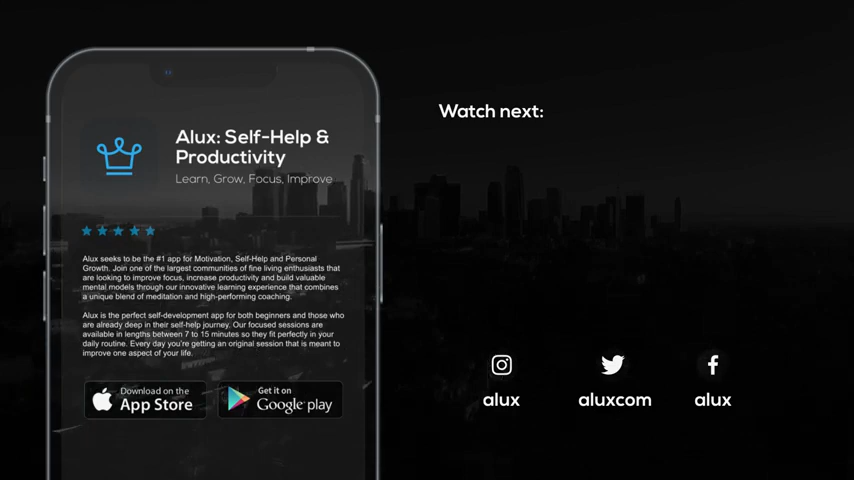 Watch next:
Alux: Self-Help &
Productivity
Learn, Grow, Focus, Improve
Alux seeks to be the #1 app for Motivation, Self-Help and Personal
Growth. Join one of the largest communities of fine living enthusiasts that
are looking to improve focus, increase productivity and build valuable
mental models through our innovative learning experience that combines
a unique blend of meditation and high-performing coaching.
Alux is the perfect self-development app for both beginners and those who
are already deep in their self-help journey. Our focused sessions are
available in lengths between 7 to 15 minutes so they fit perfectly in your
daily routine. Every day you're getting an original session that is meant to
improve one aspect of your life.
Download on the
App Store
Get it on
Google play
alux
aluxcom
alux